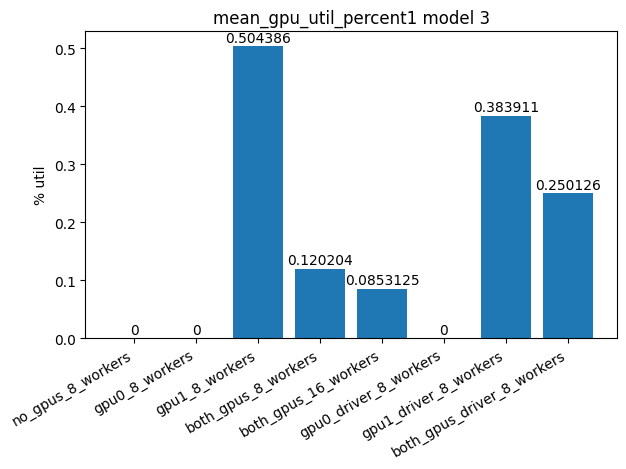 mean_gpu_util_percent1 model 3
% util
0.5
0.4
0.3
0.2
0.1
0.0
0
0
0.504386
0.120204
0.0853125
0
0.383911
0.250126
no_gpus_8_workers
gpu0_8_workers
gpu1_8_workers
both_gpus_8_workers
both_gpus_16_workers
gpu0_driver_8_workers
gpu1_driver_8_workers
both_gpus_driver_8_workers